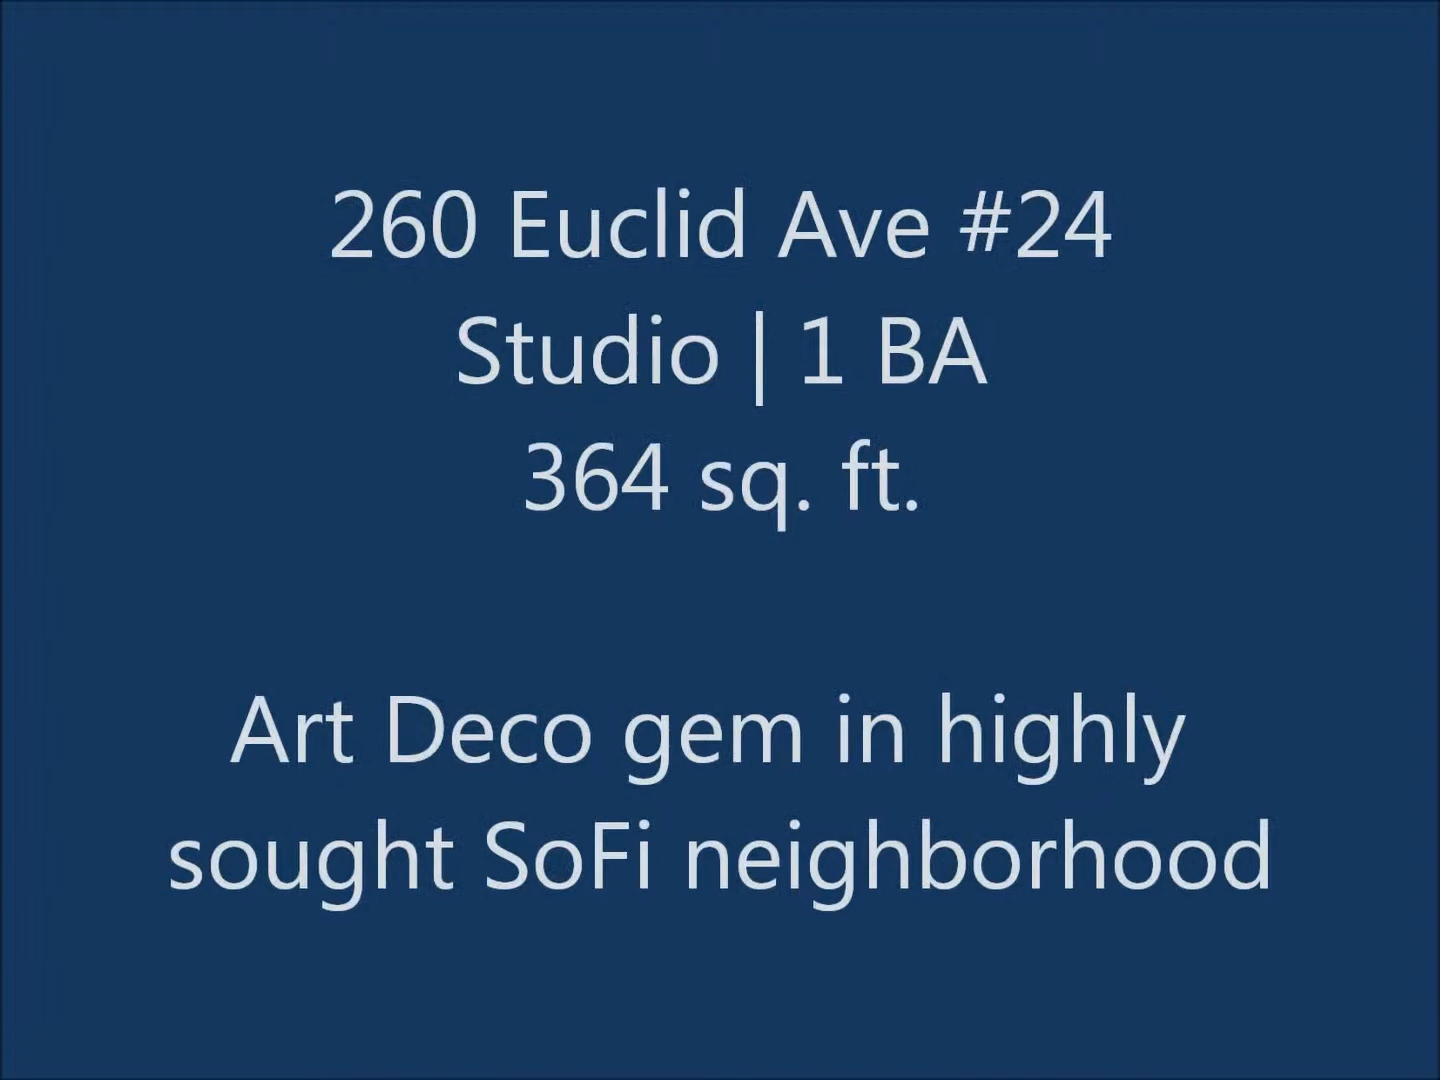 260 Euclid Ave #24
Studio | 1 BA
364 sq. ft.
Art Deco gem in highly
sought SoFi neighborhood